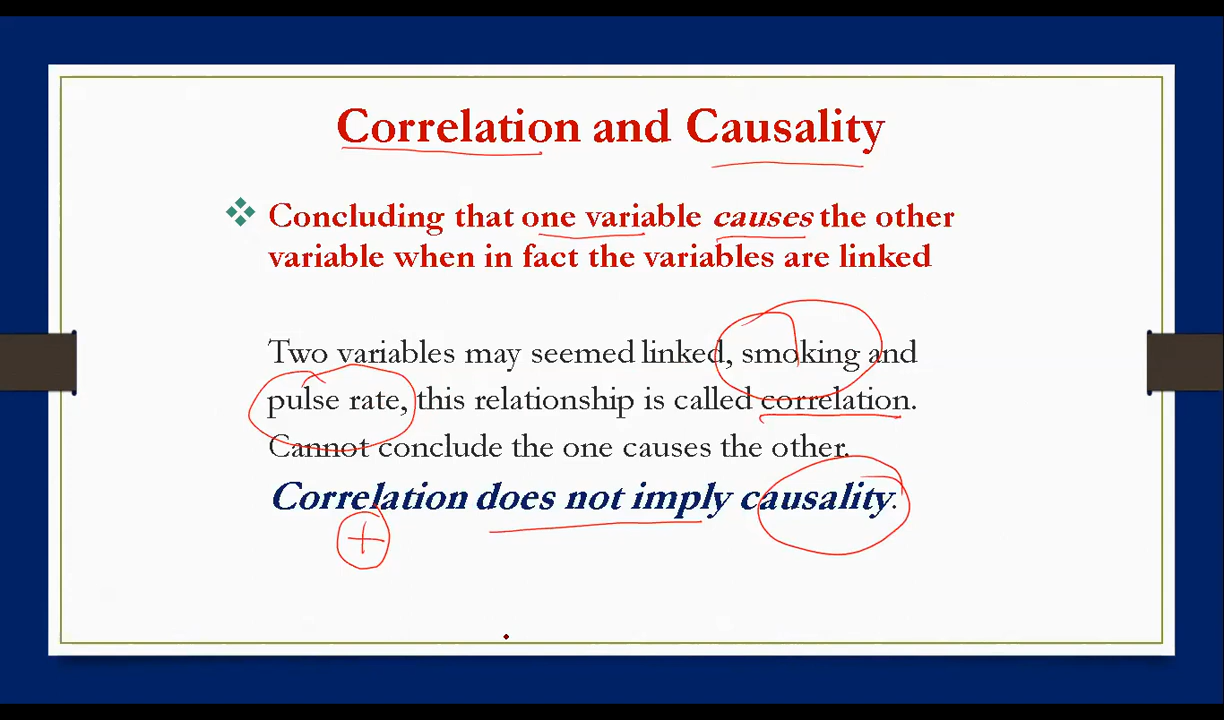 Correlation and Causality
Concluding that one variable causes the other
variable when in fact the variables are linked
Two variables may seemed linked, smoking and
pulse rate, this relationship is called correlation.
Cannot conclude the one causes the other.
Correlation does not imply causality.
+